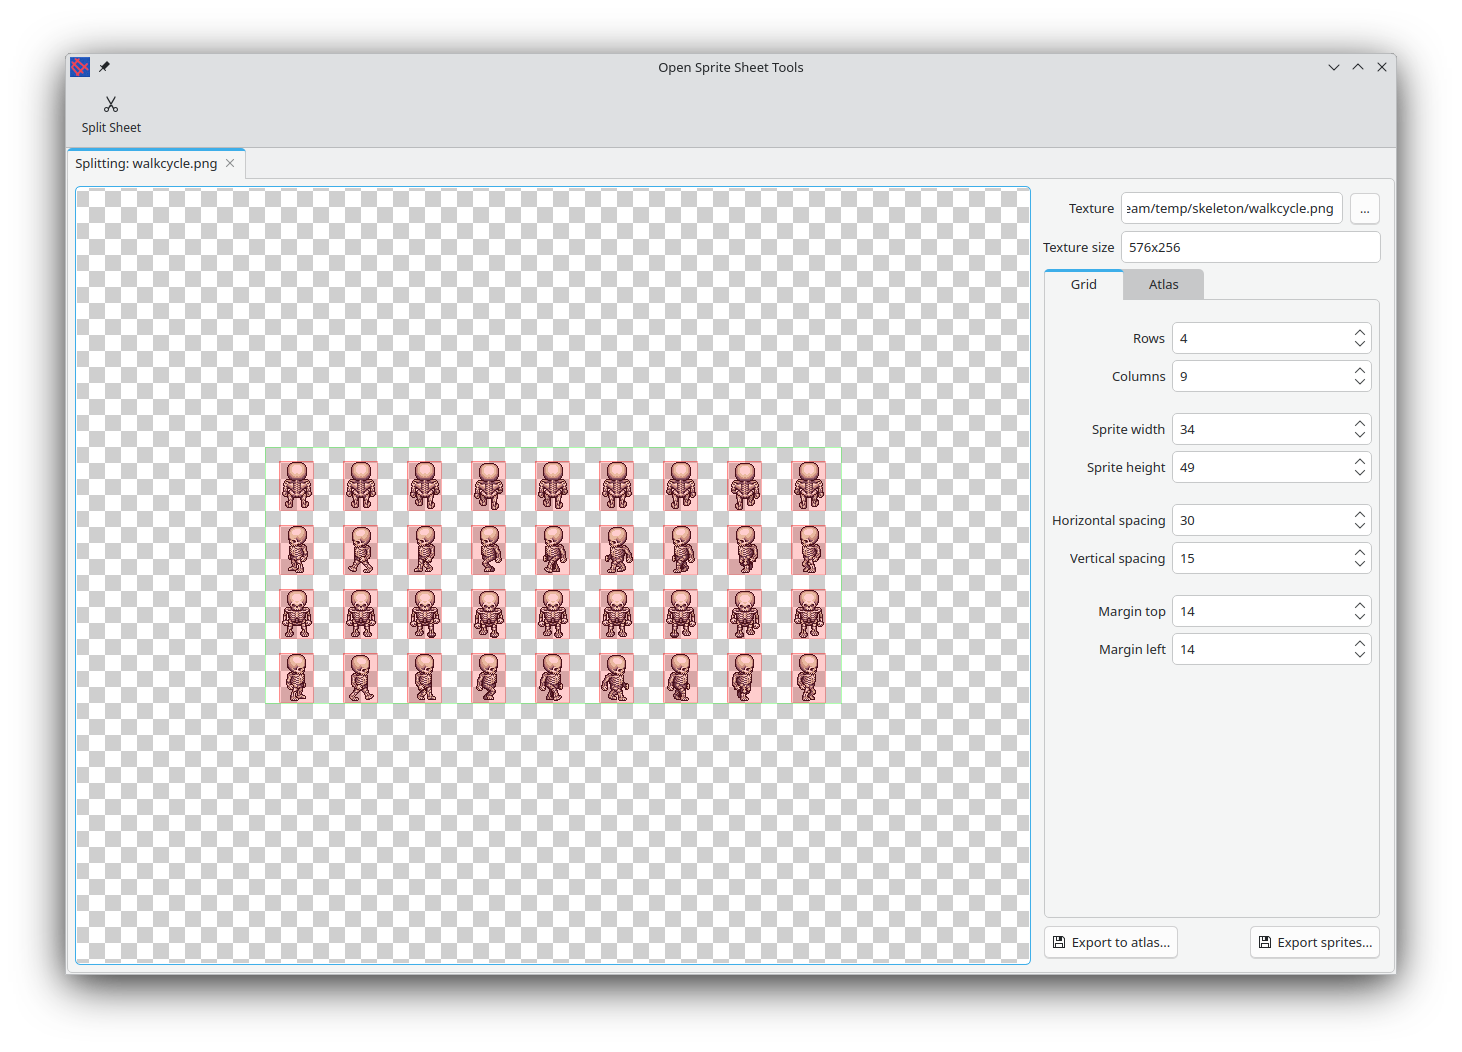 Open Sprite Sheet Tools
Split Sheet
Splitting: walkcycle.png
Texture eam/temp/skeleton/walkcycle.png ...
Texture size 576x256
Grid Atlas
Rows 4
Columns 9
Sprite width 34
Sprite height 49
Horizontal spacing 30
Vertical spacing 15
Margin top 14
Margin left 14
Export to atlas... Export sprites...